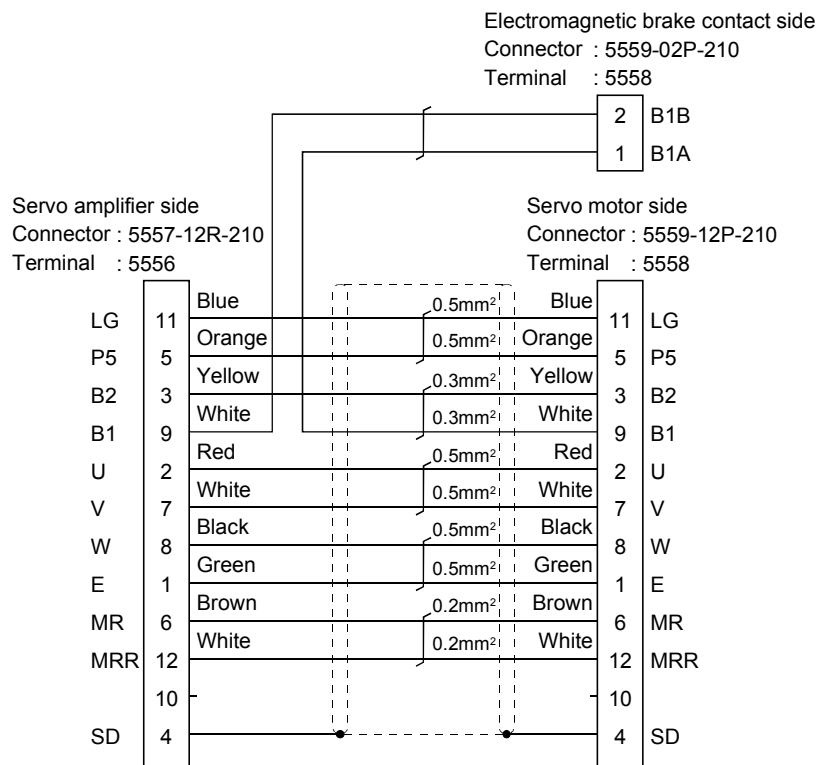 Electromagnetic brake contact side
Connector : 5559-02P-210
Terminal : 5558
2 B1B
1 B1A
Servo amplifier side
Connector : 5557-12R-210
Terminal : 5556
Servo motor side
Connector : 5559-12P-210
Terminal : 5558
LG 11 Blue 0.5mm² Blue 11 LG
P5 5 Orange 0.5mm² Orange 5 P5
B2 3 Yellow 0.3mm² Yellow 3 B2
B1 9 White 0.3mm² White 9 B1
U 2 Red 0.5mm² Red 2 U
V 7 White 0.5mm² White 7 V
W 8 Black 0.5mm² Black 8 W
E 1 Green 0.5mm² Green 1 E
MR 6 Brown 0.2mm² Brown 6 MR
MRR 12 White 0.2mm² White 12 MRR
10 10
SD 4 4 SD